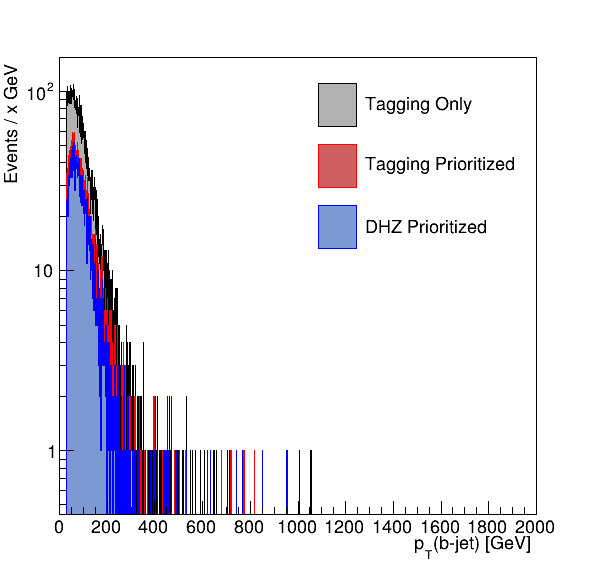 Events / x GeV
10²
10
1
Tagging Only
Tagging Prioritized
DHZ Prioritized
0 200 400 600 800 1000 1200 1400 1600 1800 2000
p_T(b-jet) [GeV]